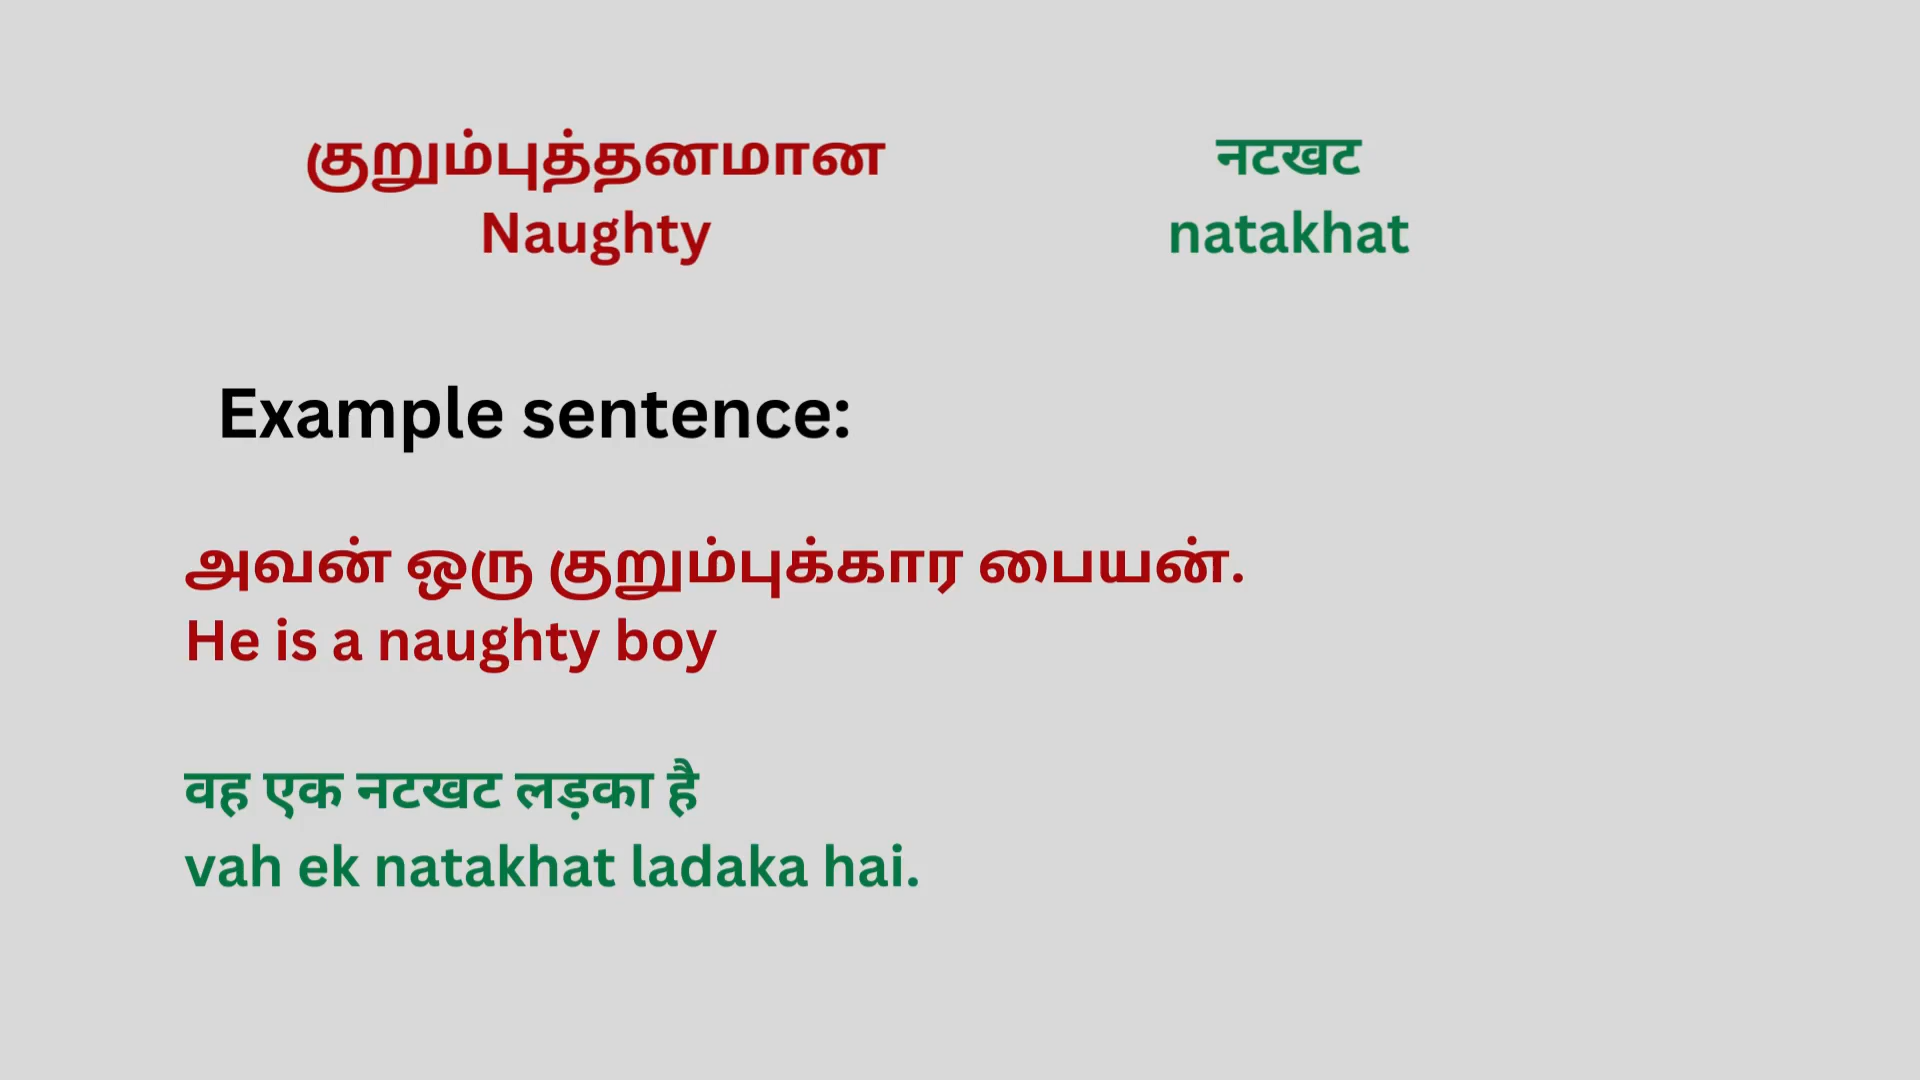 குறும்புத்தனமான
Naughty
नटखट
natakhat
Example sentence:
அவன் ஒரு குறும்புக்கார பையன்.
He is a naughty boy
वह एक नटखट लड़का है
vah ek natakhat ladaka hai.